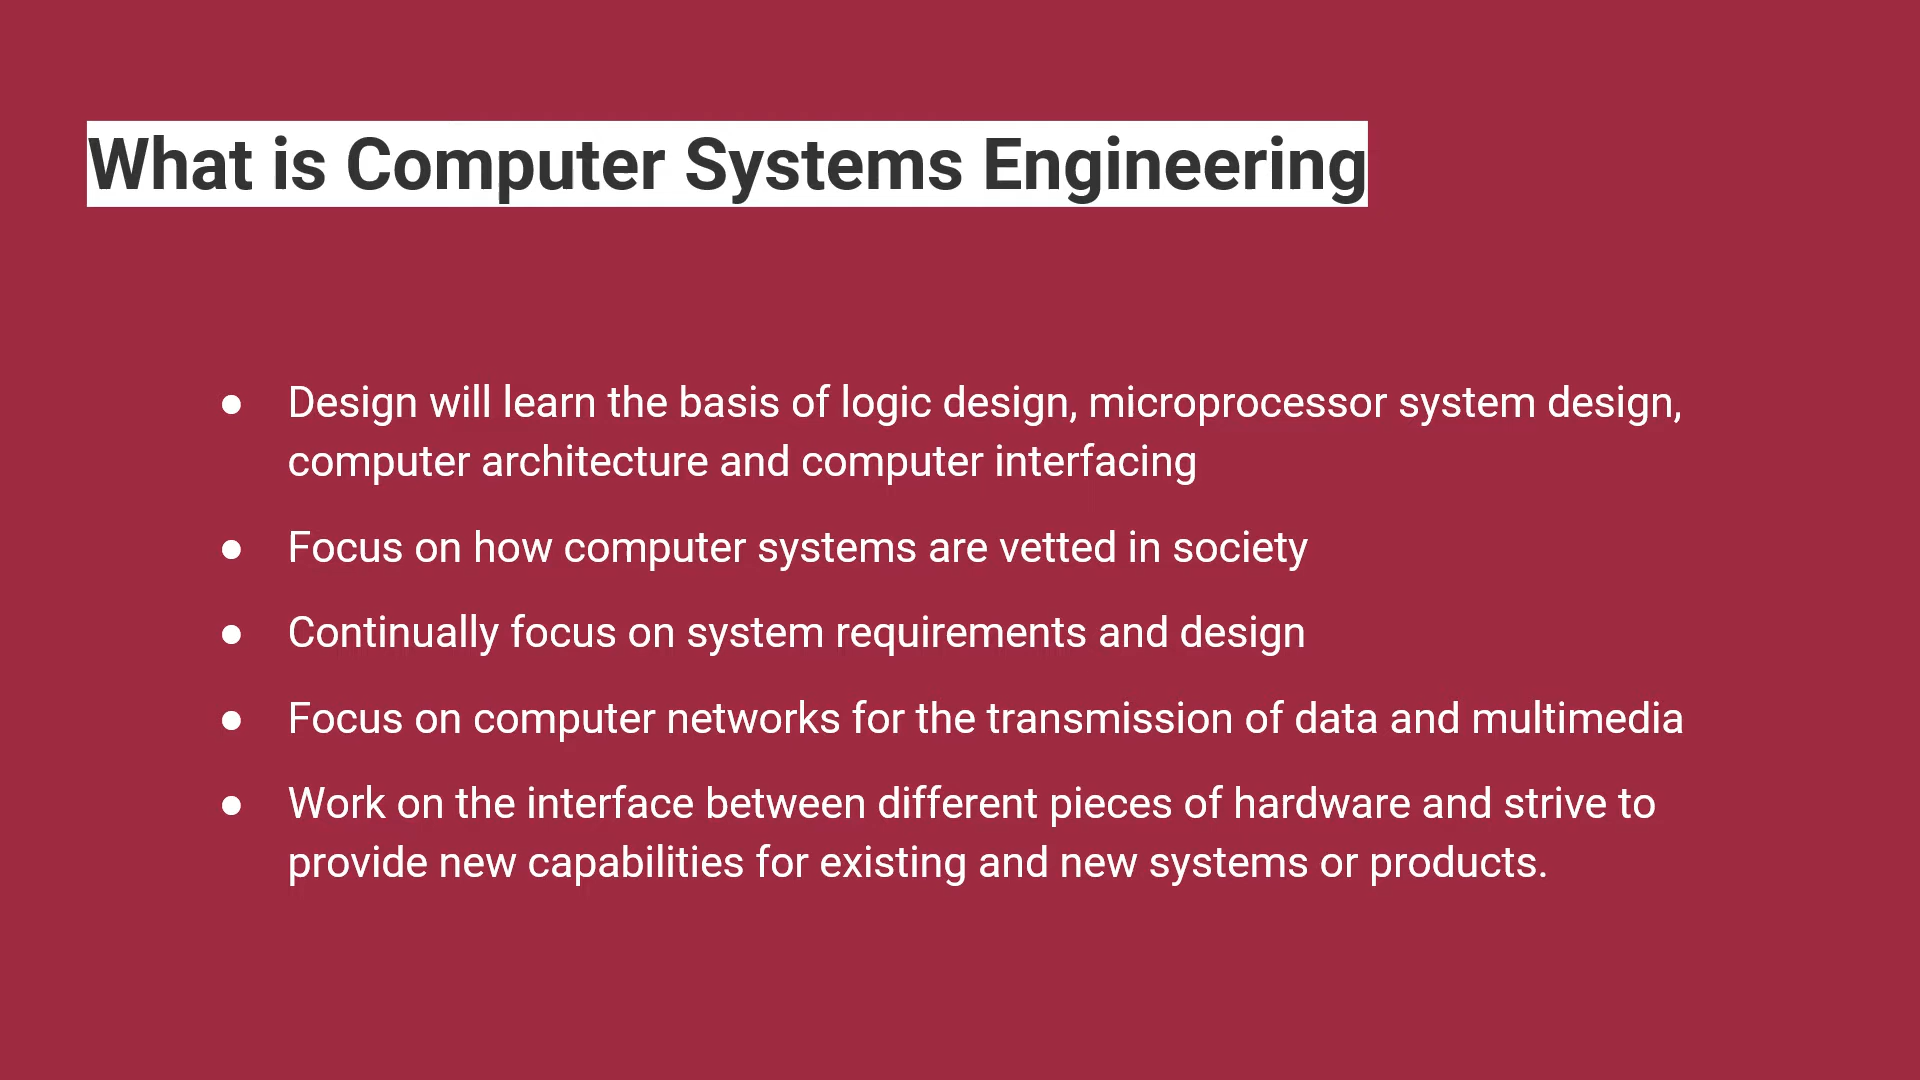 What is Computer Systems Engineering
● Design will learn the basis of logic design, microprocessor system design,
computer architecture and computer interfacing
● Focus on how computer systems are vetted in society
● Continually focus on system requirements and design
● Focus on computer networks for the transmission of data and multimedia
● Work on the interface between different pieces of hardware and strive to
provide new capabilities for existing and new systems or products.